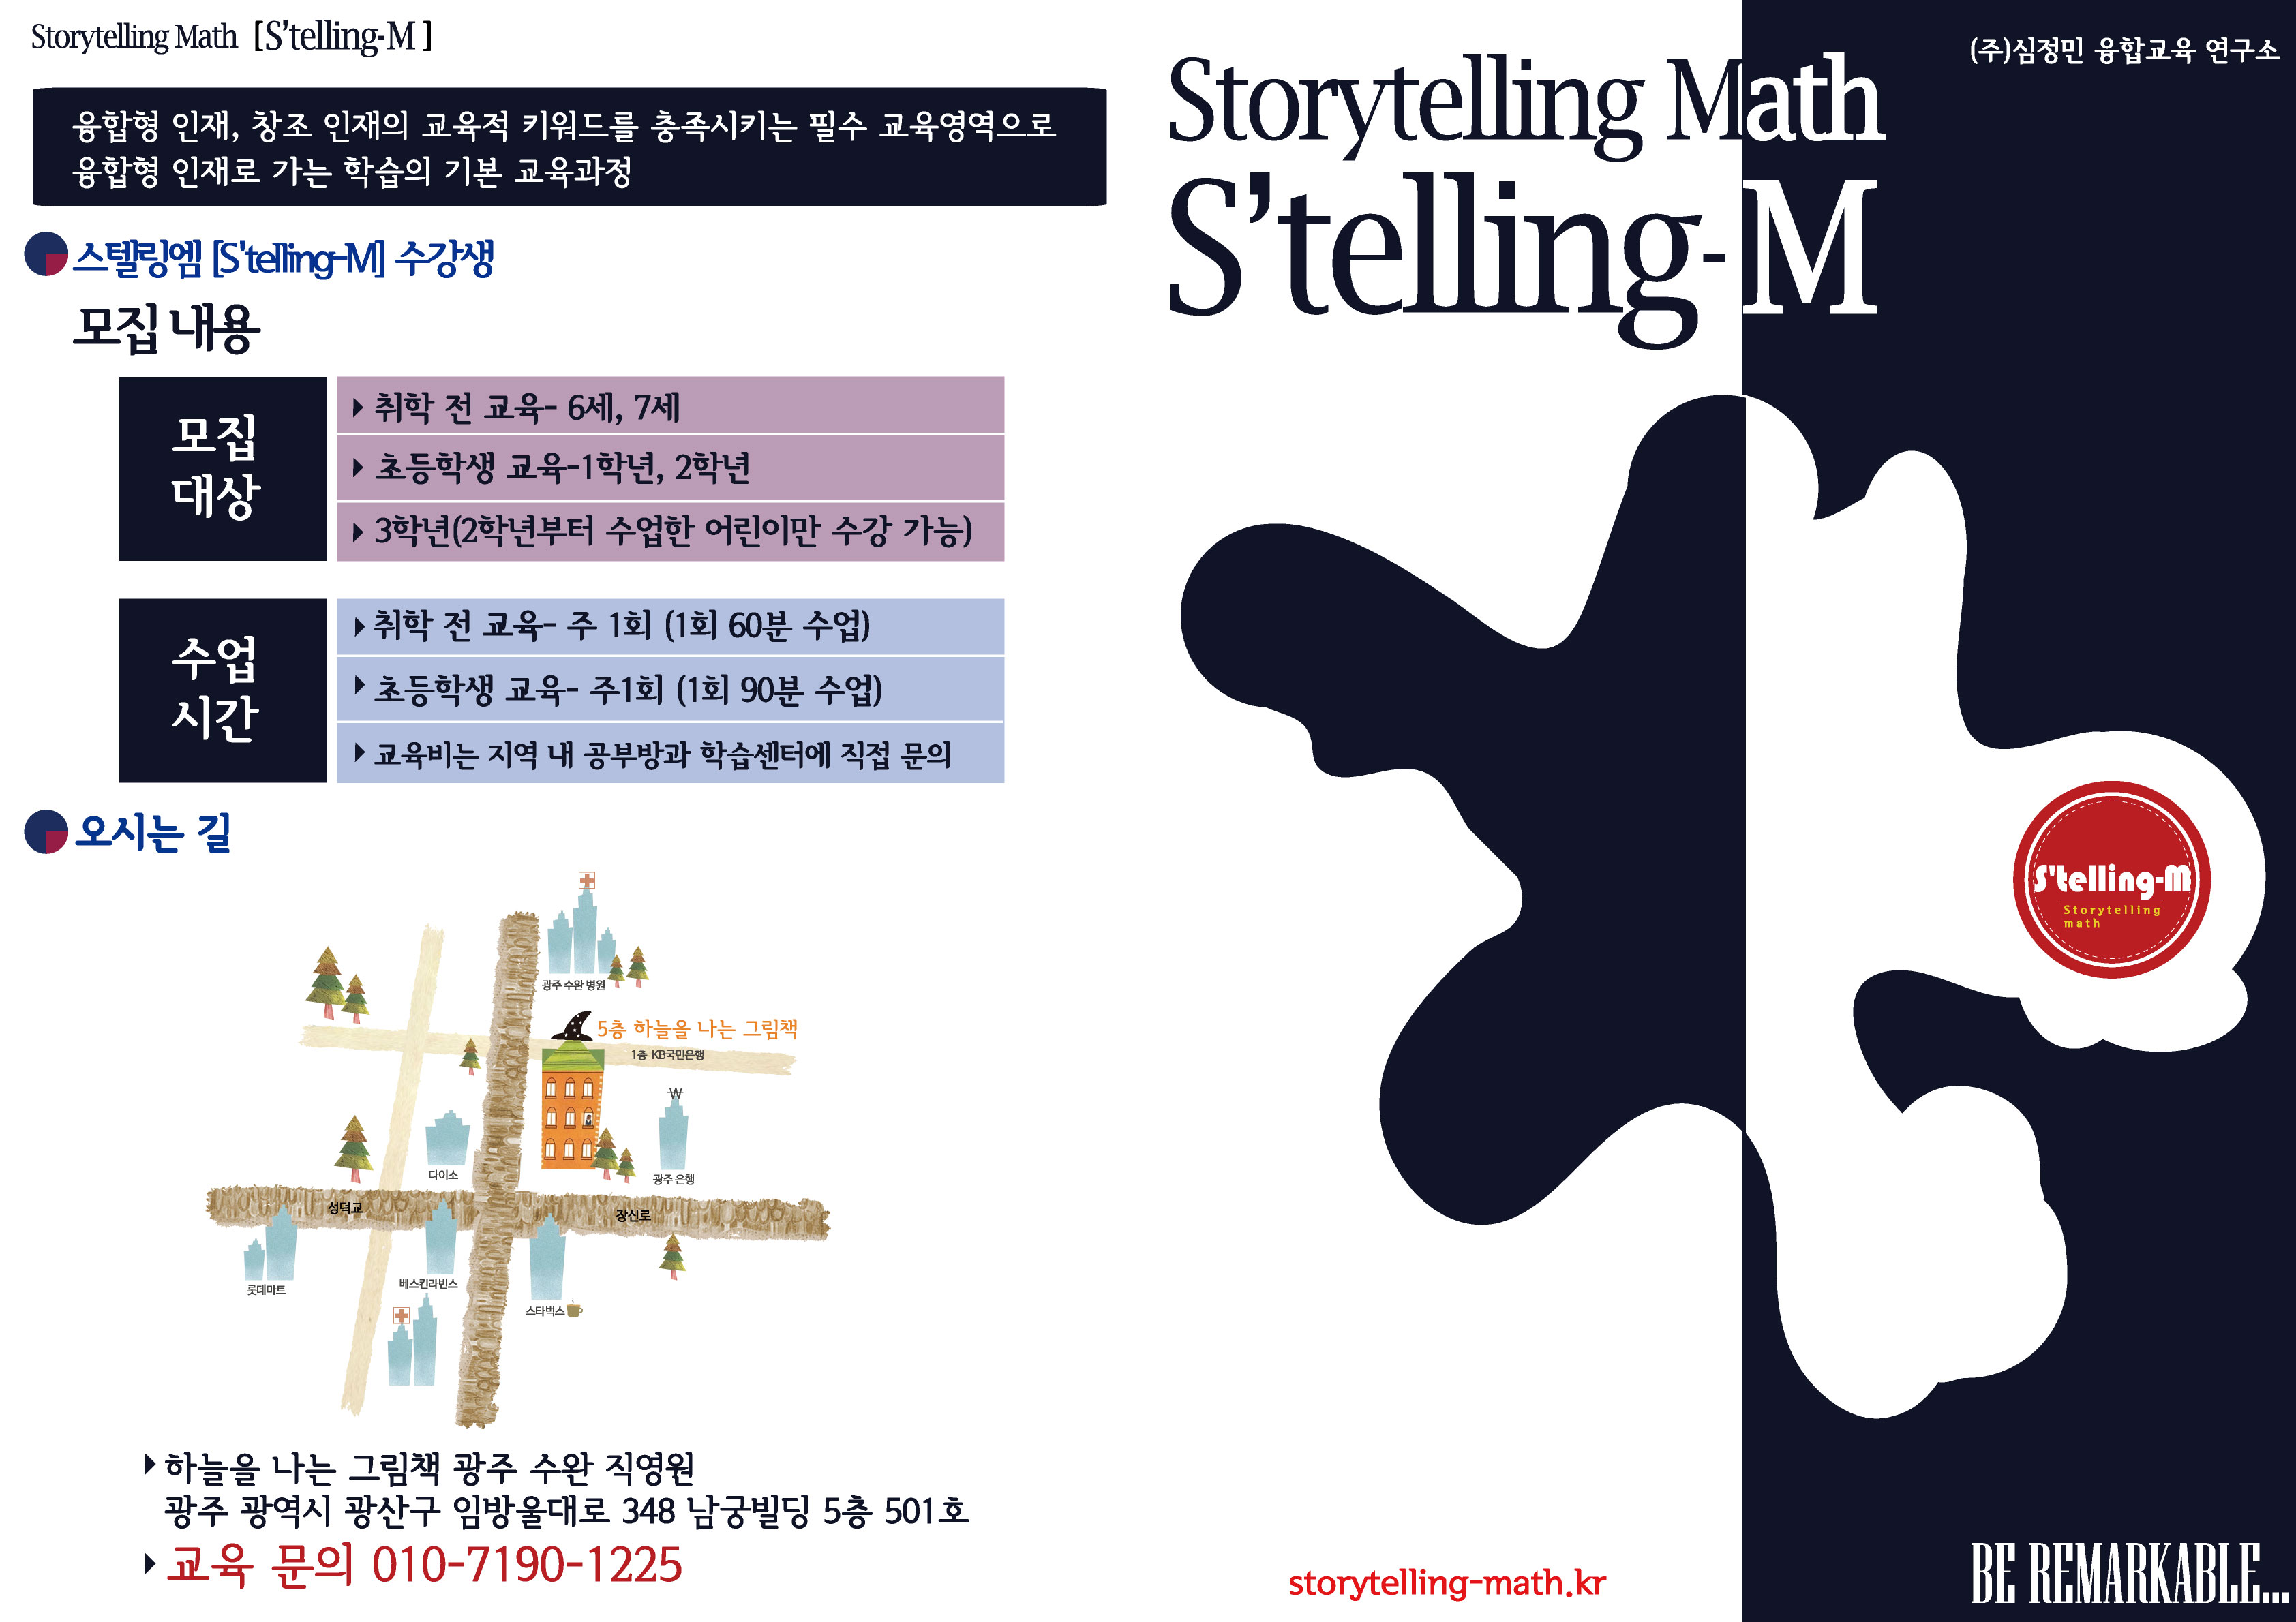 Storytelling Math [S'telling-M]
융합형 인재, 창조 인재의 교육적 키워드를 충족시키는 필수 교육영역으로
융합형 인재로 가는 학습의 기본 교육과정
스텔링엠 [S'telling-M] 수강생
모집 내용
모집
대상
취학 전 교육- 6세, 7세
초등학생 교육-1학년, 2학년
3학년(2학년부터 수업한 어린이만 수강 가능)
수업
시간
취학 전 교육- 주 1회 (1회 60분 수업)
초등학생 교육- 주1회 (1회 90분 수업)
교육비는 지역 내 공부방과 학습센터에 직접 문의
오시는 길
광주 수완 병원
5층 하늘을 나는 그림책
1층 KB국민은행
₩
다이소
광주 은행
성덕교
장신로
롯데마트
베스킨라빈스
스타벅스
하늘을 나는 그림책 광주 수완 직영원
광주 광역시 광산구 임방울대로 348 남궁빌딩 5층 501호
교육 문의 010-7190-1225
(주)심정민 융합교육 연구소
Storytelling Math
S'telling-M
S'telling-M
Storytelling
math
storytelling-math.kr
BE REMARKABLE...